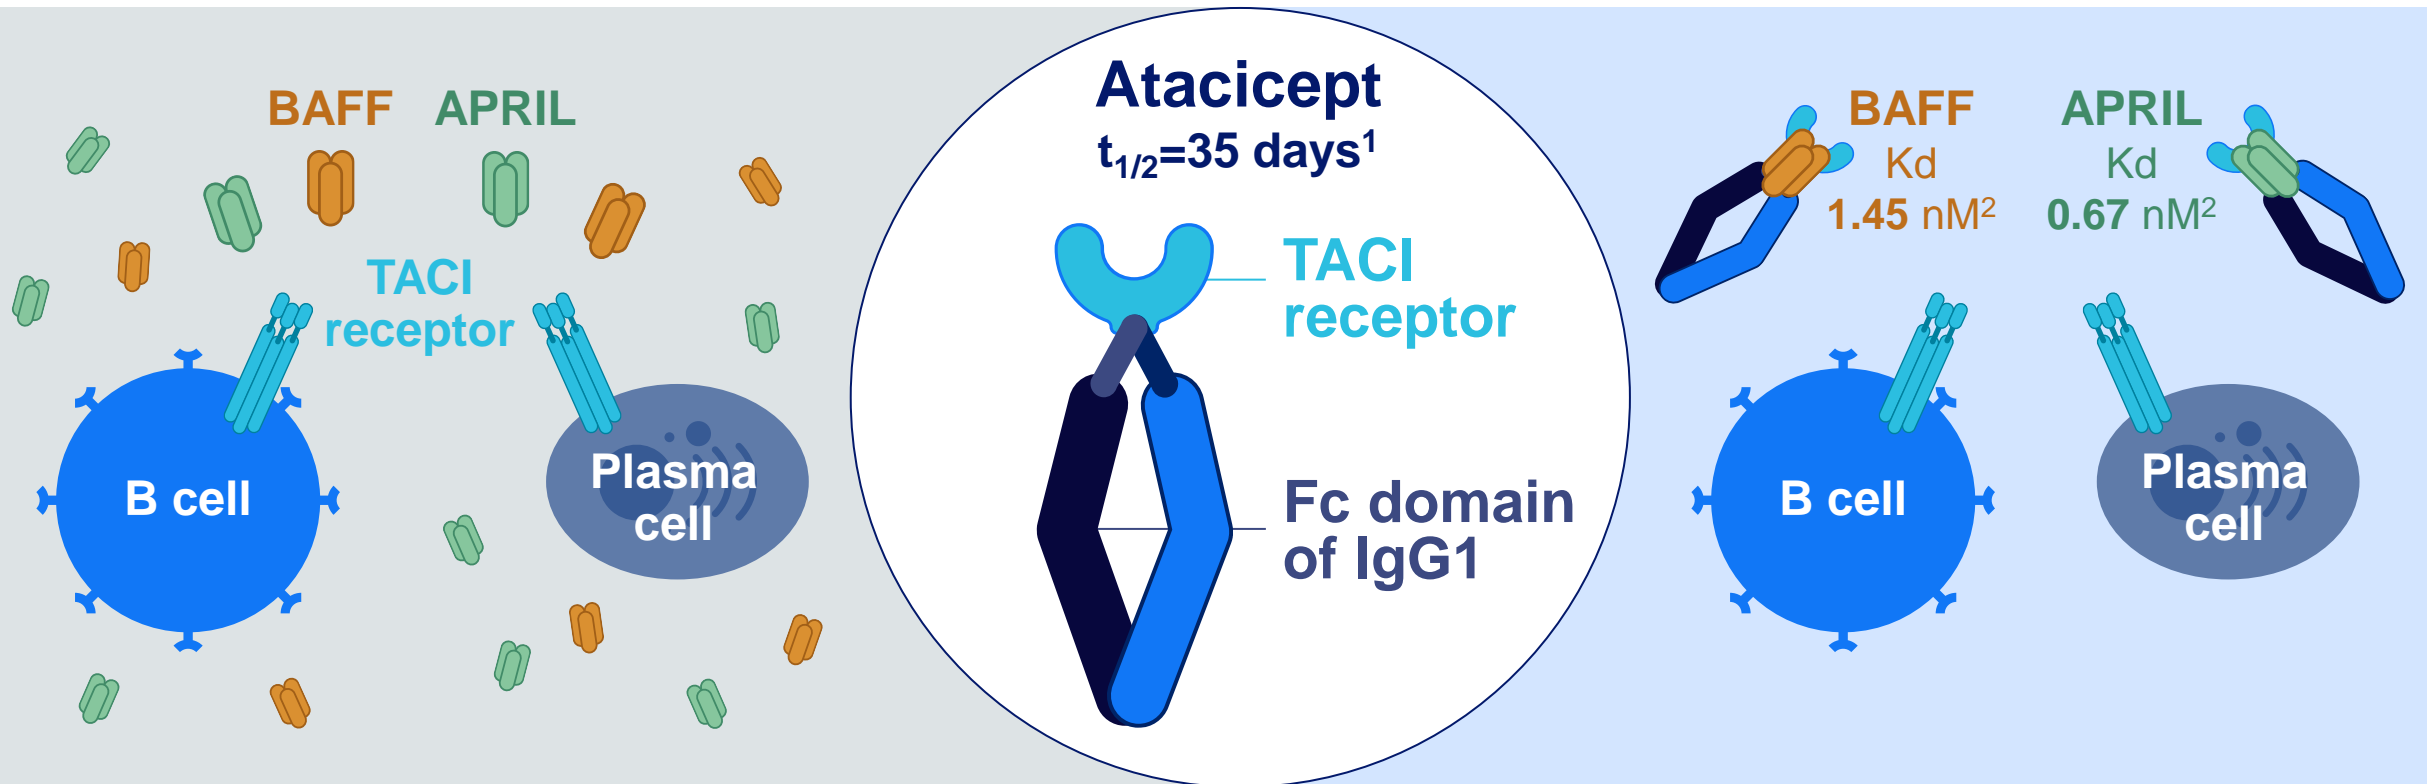 BAFF APRIL
TACI
receptor
B cell
Plasma
cell
Atacicept
t1/2=35 days1
TACI
receptor
Fc domain
of IgG1
BAFF
Kd
1.45 nM2
APRIL
Kd
0.67 nM2
B cell
Plasma
cell